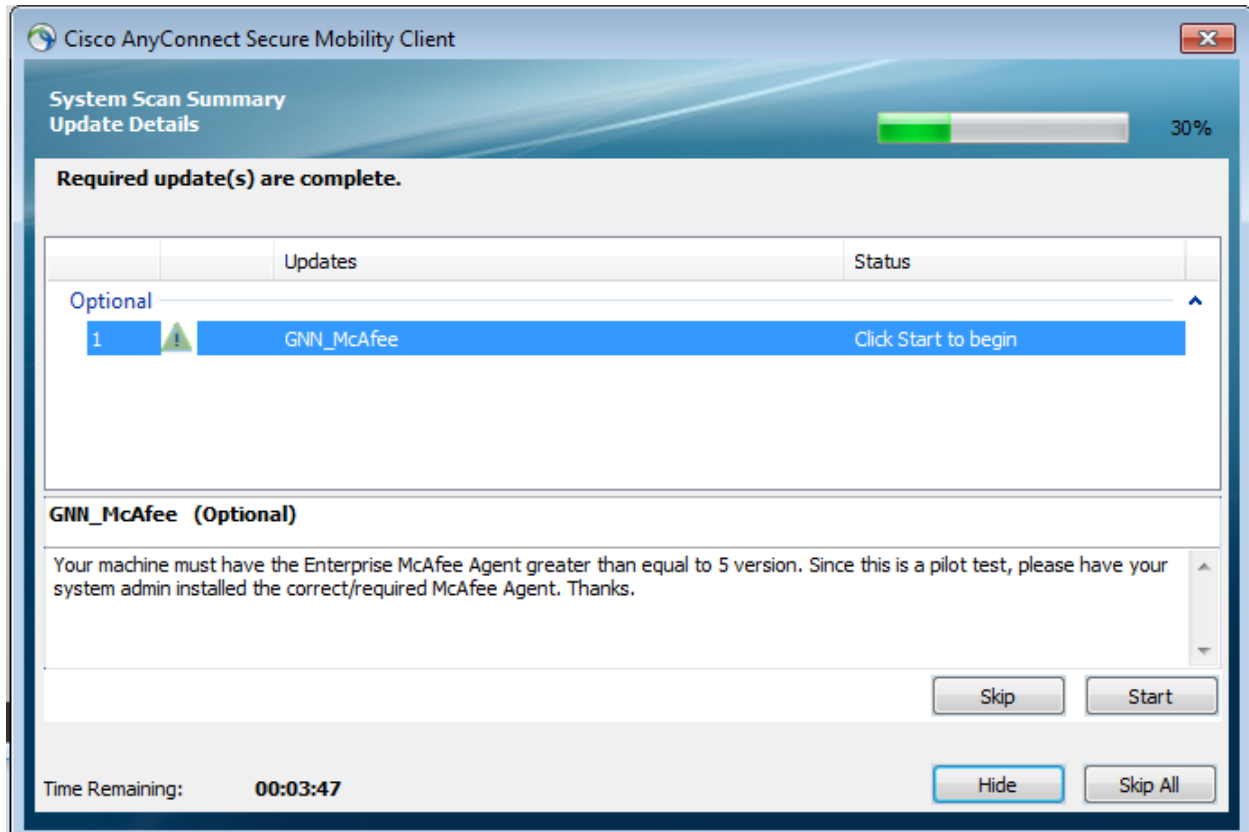 Cisco AnyConnect Secure Mobility Client
System Scan Summary
Update Details
30%
Required update(s) are complete.
Updates Status
Optional
1 GNN_McAfee Click Start to begin
GNN_McAfee (Optional)
Your machine must have the Enterprise McAfee Agent greater than equal to 5 version. Since this is a pilot test, please have your
system admin installed the correct/required McAfee Agent. Thanks.
Skip Start
Time Remaining: 00:03:47 Hide Skip All